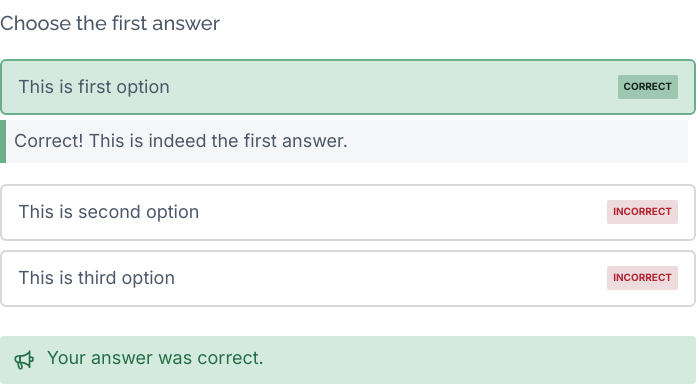 Choose the first answer
This is first option CORRECT
Correct! This is indeed the first answer.
This is second option INCORRECT
This is third option INCORRECT
Your answer was correct.